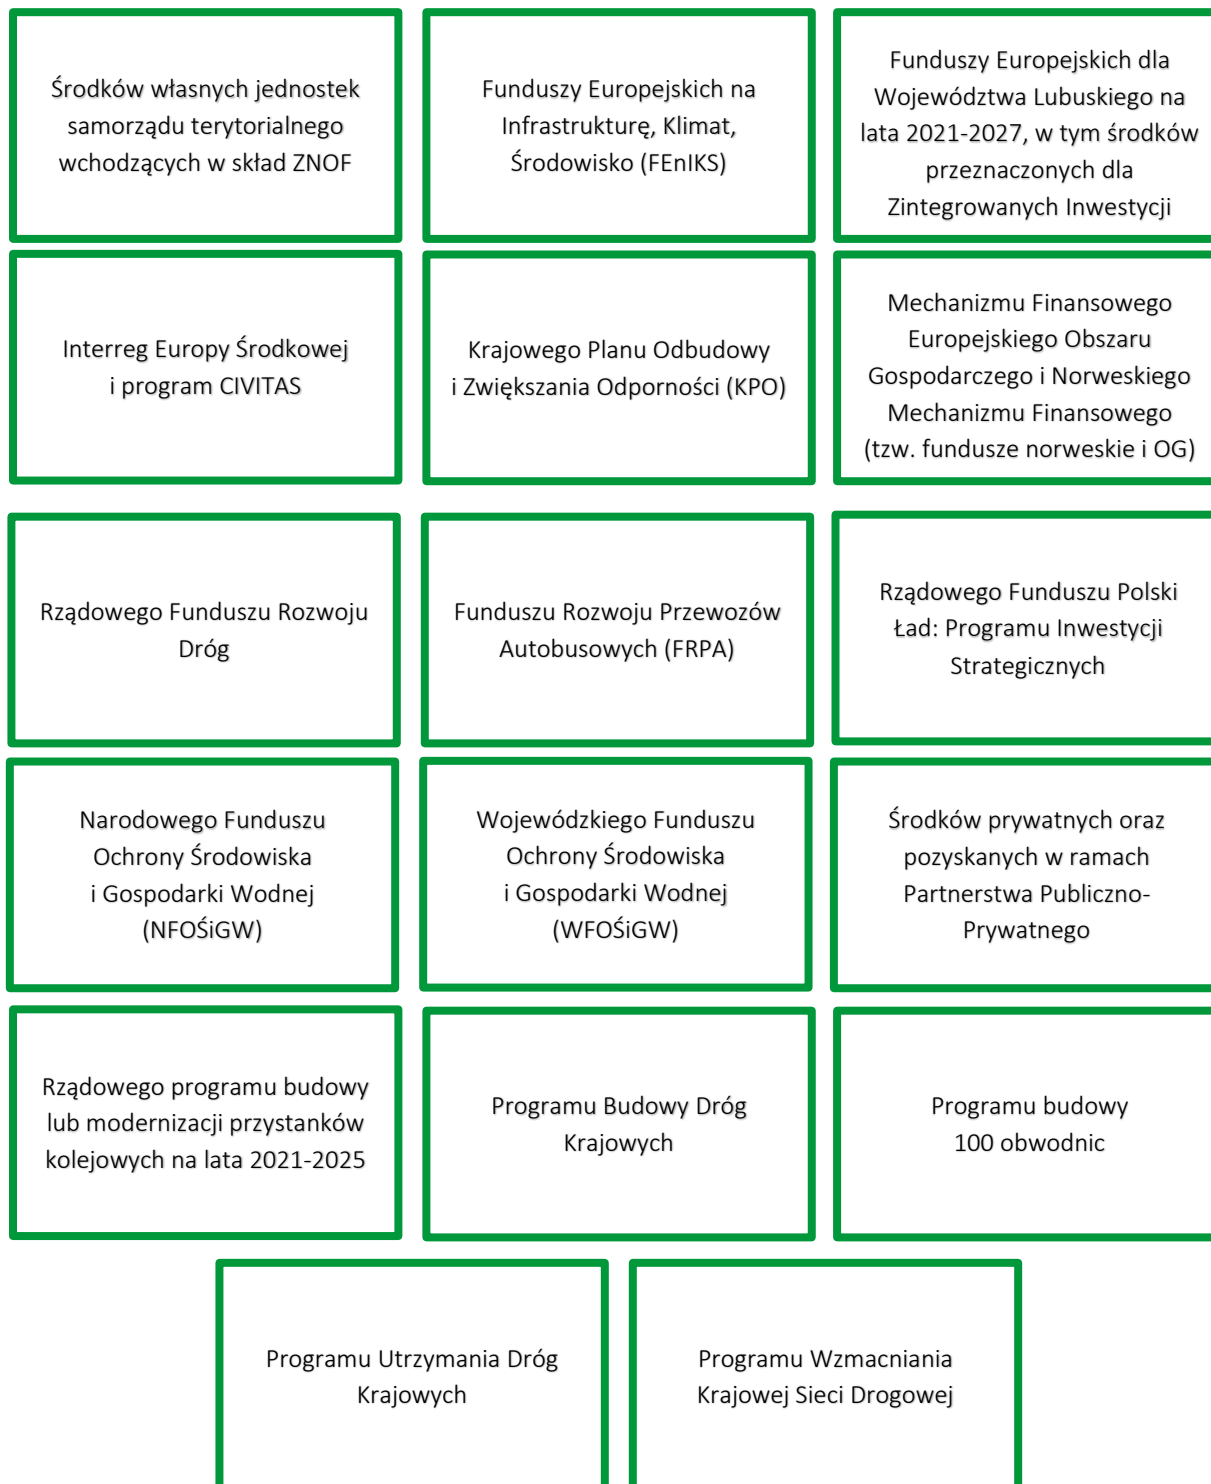 Środków własnych jednostek
samorządu terytorialnego
wchodzących w skład ZNOF
Funduszy Europejskich na
Infrastrukturę, Klimat,
Środowisko (FEnIKS)
Funduszy Europejskich dla
Województwa Lubuskiego na
lata 2021-2027, w tym środków
przeznaczonych dla
Zintegrowanych Inwestycji
Interreg Europy Środkowej
i program CIVITAS
Krajowego Planu Odbudowy
i Zwiększania Odporności (KPO)
Mechanizmu Finansowego
Europejskiego Obszaru
Gospodarczego i Norweskiego
Mechanizmu Finansowego
(tzw. fundusze norweskie i OG)
Rządowego Funduszu Rozwoju
Dróg
Funduszu Rozwoju Przewozów
Autobusowych (FRPA)
Rządowego Funduszu Polski
Ład: Programu Inwestycji
Strategicznych
Narodowego Funduszu
Ochrony Środowiska
i Gospodarki Wodnej
(NFOŚiGW)
Wojewódzkiego Funduszu
Ochrony Środowiska
i Gospodarki Wodnej
(WFOŚiGW)
Środków prywatnych oraz
pozyskanych w ramach
Partnerstwa Publiczno-
Prywatnego
Rządowego programu budowy
lub modernizacji przystanków
kolejowych na lata 2021-2025
Programu Budowy Dróg
Krajowych
Programu budowy
100 obwodnic
Programu Utrzymania Dróg
Krajowych
Programu Wzmacniania
Krajowej Sieci Drogowej